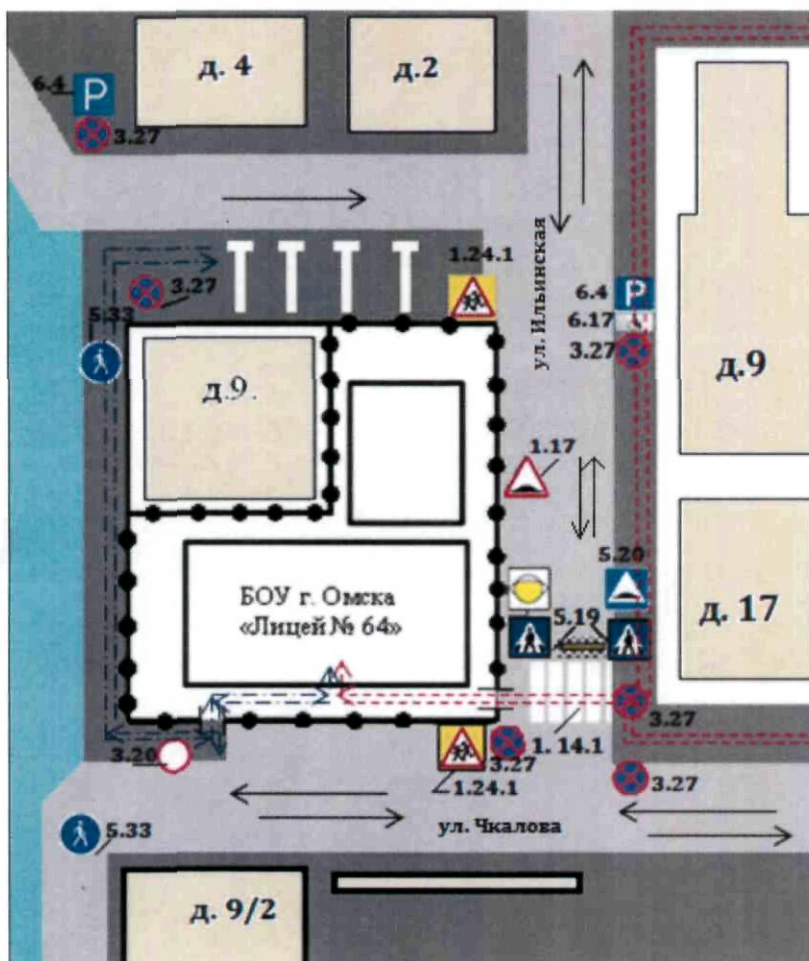 д. 4
д.2
6.4
P
3.27
1.24.1
3.27
5.33
ул. Ильинская
6.4
P
6.17
3.27
д.9.
д.9
1.17
5.20
БОУ г. Омска
«Лицей № 64»
5.19
д. 17
3.27
3.20
3.27
1. 14.1
1.24.1
3.27
5.33
ул. Чкалова
д. 9/2